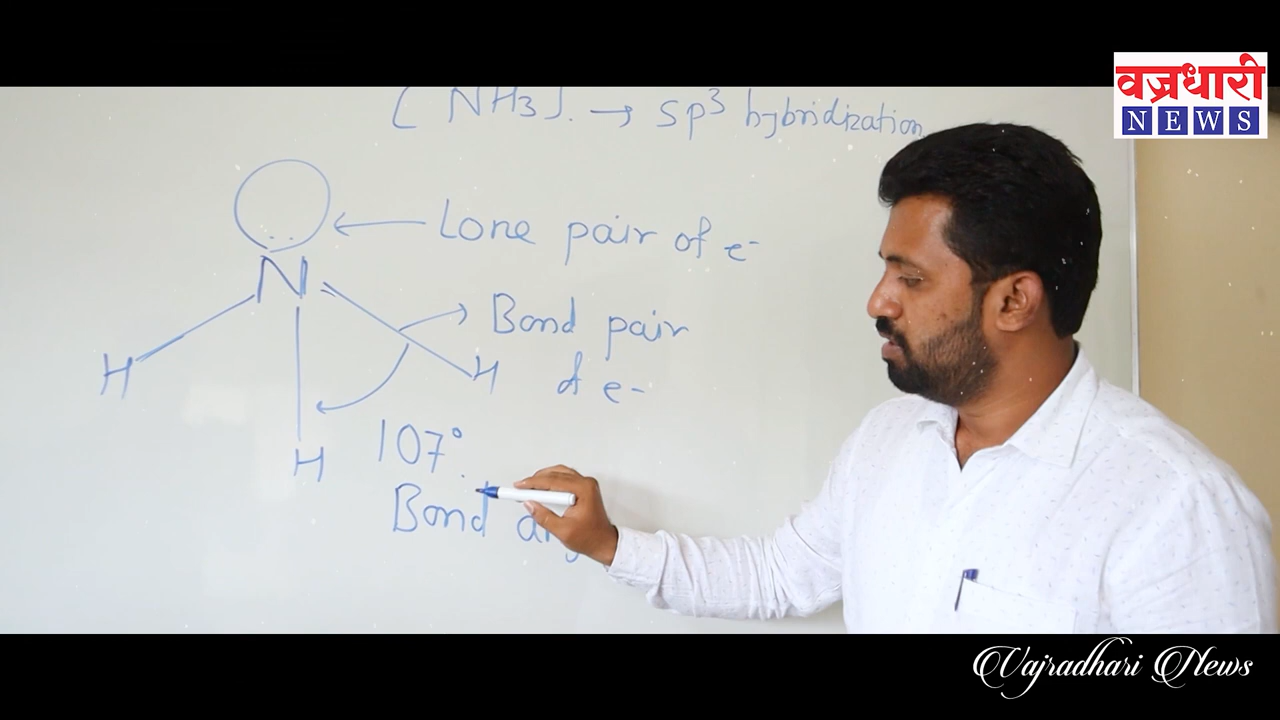 वज्रधारी
NEWS
( NH3). → sp³ hybridization
Lone pair of e-
N
Bond pair
H
H
of e-
107°
H
Bond
Vajradhari News